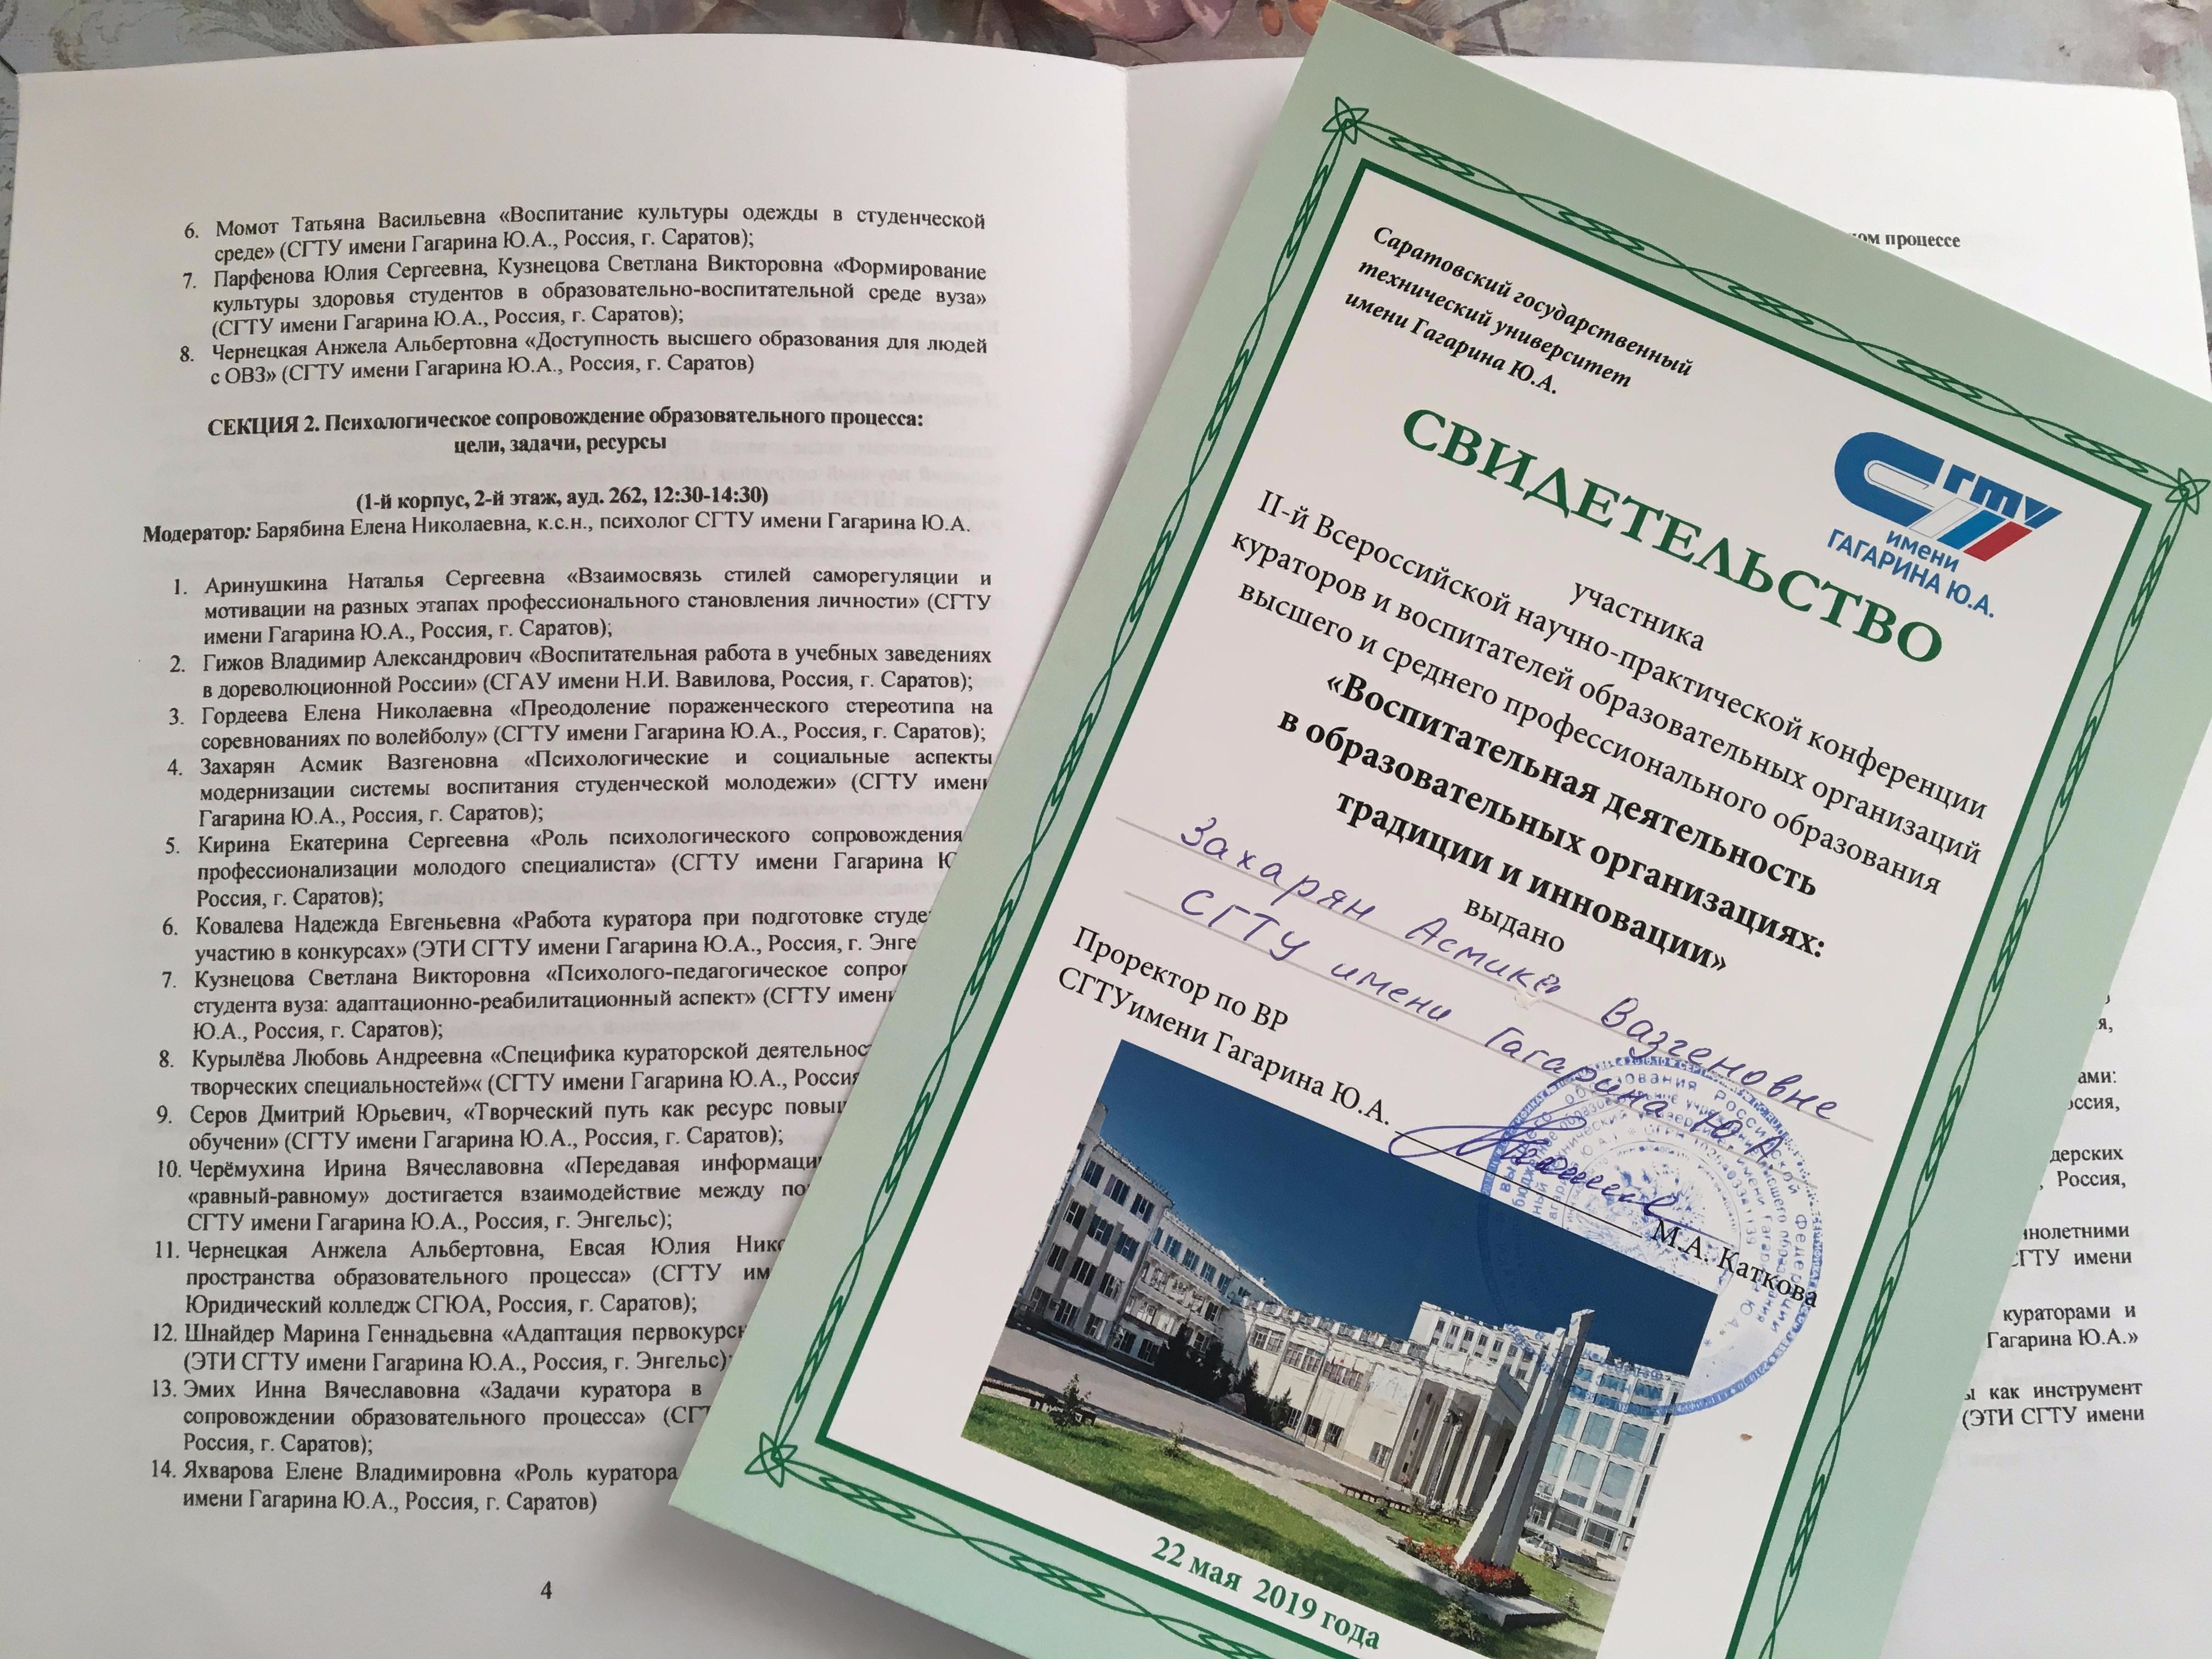 6. Момот Татьяна Васильевна «Воспитание культуры одежды в студенческой
среде» (СГТУ имени Гагарина Ю.А., Россия, г. Саратов);
7. Парфенова Юлия Сергеевна, Кузнецова Светлана Викторовна «Формирование
культуры здоровья студентов в образовательно-воспитательной среде вуза»
(СГТУ имени Гагарина Ю.А., Россия, г. Саратов);
8. Чернецкая Анжела Альбертовна «Доступность высшего образования для людей
с ОВЗ» (СГТУ имени Гагарина Ю.А., Россия, г. Саратов)
СЕКЦИЯ 2. Психологическое сопровождение образовательного процесса:
цели, задачи, ресурсы
(1-й корпус, 2-й этаж, ауд. 262, 12:30-14:30)
Модератор: Барябина Елена Николаевна, к.с.н., психолог СГТУ имени Гагарина Ю.А.
1. Аринушкина Наталья Сергеевна «Взаимосвязь стилей саморегуляции и
мотивации на разных этапах профессионального становления личности» (СГТУ
имени Гагарина Ю.А., Россия, г. Саратов);
2. Гижов Владимир Александрович «Воспитательная работа в учебных заведениях
в дореволюционной России» (СГАУ имени Н.И. Вавилова, Россия, г. Саратов);
3. Гордеева Елена Николаевна «Преодоление пораженческого стереотипа на
соревнованиях по волейболу» (СГТУ имени Гагарина Ю.А., Россия, г. Саратов);
4. Захарян Асмик Вазгеновна «Психологические и социальные аспекты
модернизации системы воспитания студенческой молодежи» (СГТУ имени
Гагарина Ю.А., Россия, г. Саратов);
5. Кирина Екатерина Сергеевна «Роль психологического сопровождения
профессионализации молодого специалиста» (СГТУ имени Гагарина
Россия, г. Саратов);
6. Ковалева Надежда Евгеньевна «Работа куратора при подготовке студе
участию в конкурсах» (ЭТИ СГТУ имени Гагарина Ю.А., Россия, г. Энге
7. Кузнецова Светлана Викторовна «Психолого-педагогическое сопро
студента вуза: адаптационно-реабилитационный аспект» (СГТУ имени
Ю.А., Россия, г. Саратов);
8. Курылёва Любовь Андреевна «Специфика кураторской деятельнос
творческих специальностей»« (СГТУ имени Гагарина Ю.А., Россия
9. Серов Дмитрий Юрьевич, «Творческий путь как ресурс повы
обучени» (СГТУ имени Гагарина Ю.А., Россия, г. Саратов);
10. Черёмухина Ирина Вячеславовна «Передавая информаци
«равный-равному» достигается взаимодействие между по
СГТУ имени Гагарина Ю.А., Россия, г. Энгельс);
11. Чернецкая Анжела Альбертовна, Евсая Юлия Нико
пространства образовательного процесса» (СГТУ им
Юридический колледж СГЮА, Россия, г. Саратов);
12. Шнайдер Марина Геннадьевна «Адаптация первокурс
(ЭТИ СГТУ имени Гагарина Ю.А., Россия, г. Энгельс);
13. Эмих Инна Вячеславовна «Задачи куратора в
сопровождении образовательного процесса» (СГТ
Россия, г. Саратов);
14. Яхварова Елене Владимировна «Роль куратора
имени Гагарина Ю.А., Россия, г. Саратов)
4
Саратовский государственный
технический университет
имени Гагарина Ю.А.
СГТУ
имени
ГАГАРИНА Ю.А.
СВИДЕТЕЛЬСТВО
участника
II-й Всероссийской научно-практической конференции
кураторов и воспитателей образовательных организаций
высшего и среднего профессионального образования
«Воспитательная деятельность
в образовательных организациях:
традиции и инновации»
выдано
Захарян Асмике Вазгеновне
СГТУ имени Гагарина Ю.А.
Проректор по ВР
СГТУимени Гагарина Ю.А.
М.А. Каткова
22 мая 2019 года
ом процессе
я,
ами:
оссия,
дерских
, Россия,
ннолетними
СГТУ имени
кураторами и
Гагарина Ю.А.»
ы как инструмент
(ЭТИ СГТУ имени